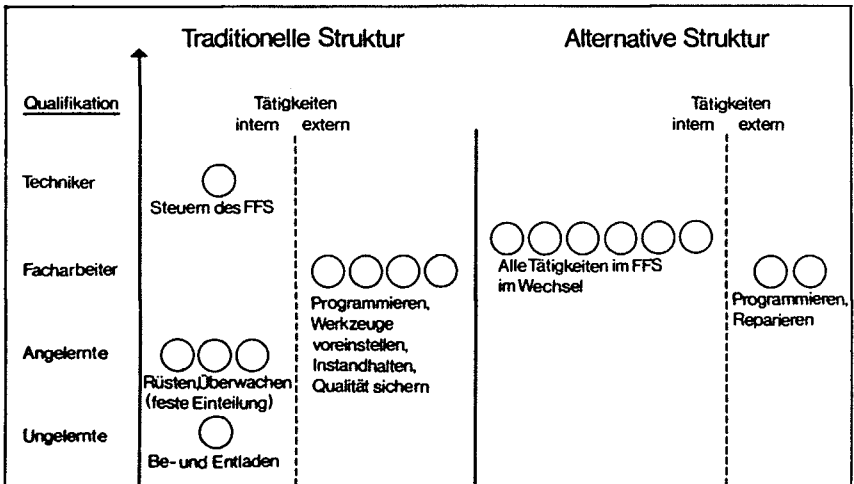 Traditionelle Struktur
Alternative Struktur
Qualifikation
Tätigkeiten
intern extern
Tätigkeiten
intern extern
Techniker
Steuern des FFS
Facharbeiter
Programmieren,
Werkzeuge
voreinstellen,
Instandhalten,
Qualität sichern
Alle Tätigkeiten im FFS
im Wechsel
Programmieren,
Reparieren
Angelernte
Rüsten,Überwachen
(feste Einteilung)
Ungelernte
Be- und Entladen